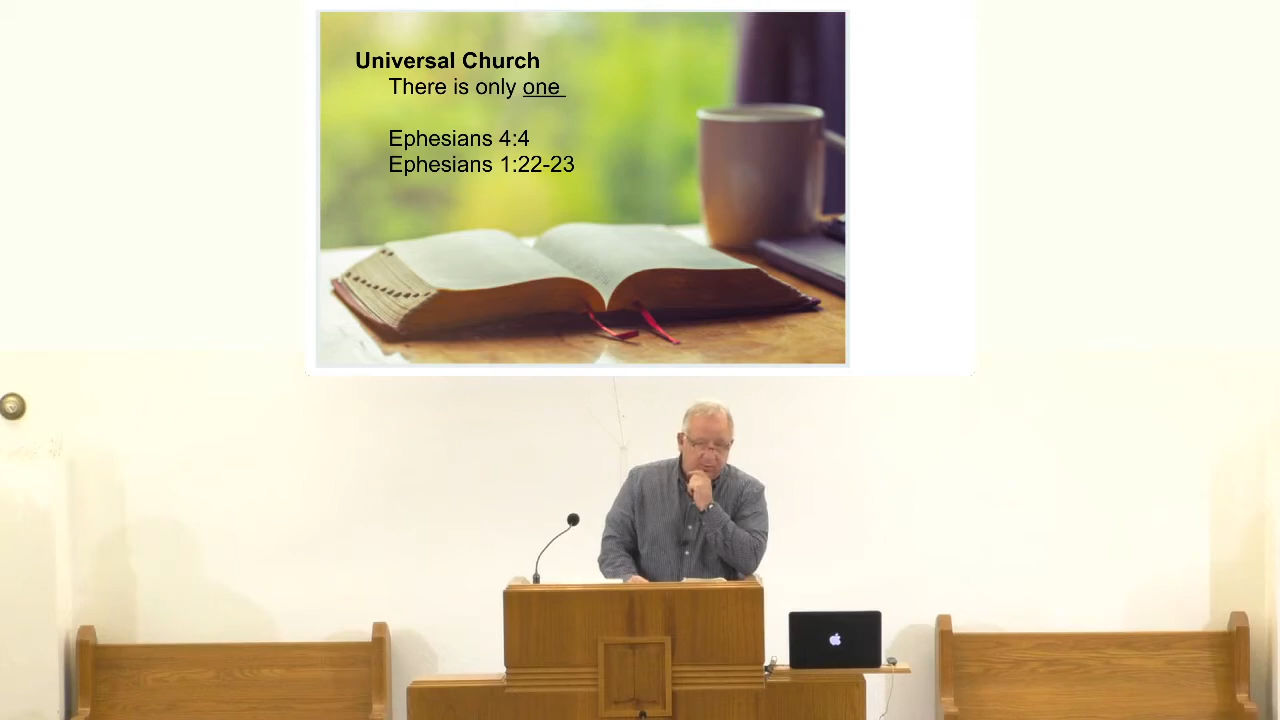 Universal Church
There is only one
Ephesians 4:4
Ephesians 1:22-23